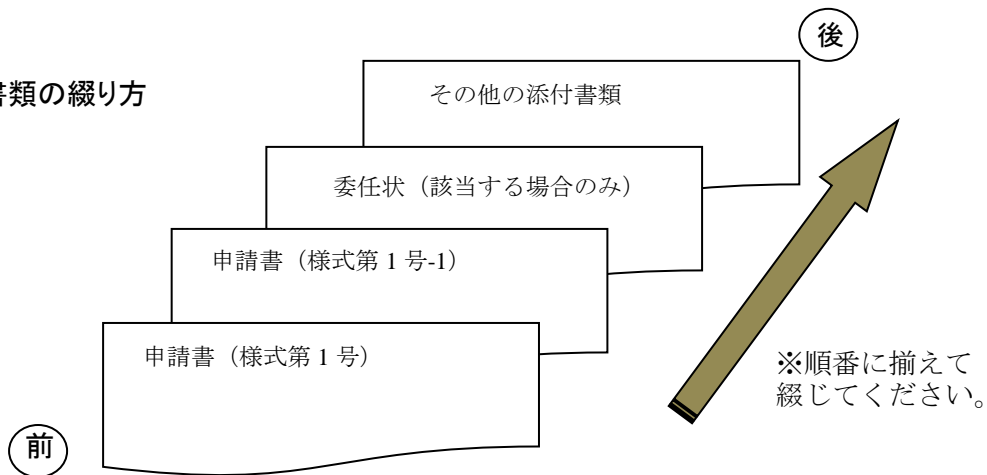 後
書類の綴り方
その他の添付書類
委任状（該当する場合のみ）
申請書（様式第１号-1）
申請書（様式第１号）
※順番に揃えて
綴じてください。
前